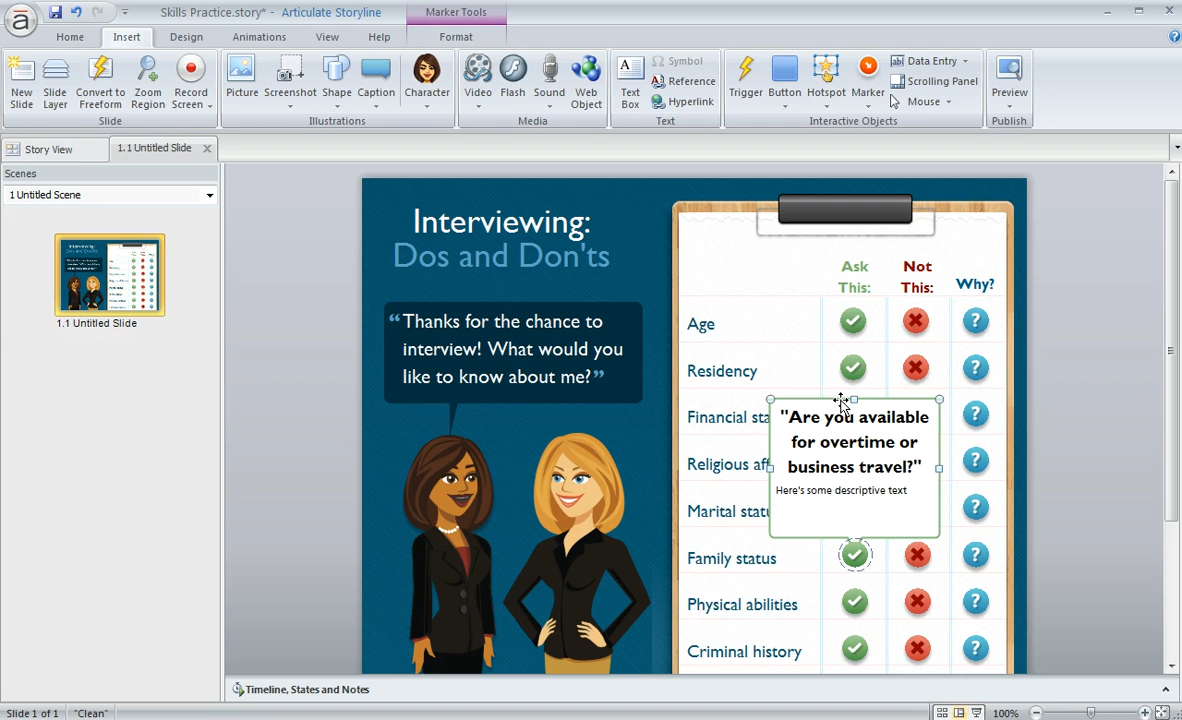 Skills Practice.story* - Articulate Storyline
Marker Tools
Home Insert Design Animations View Help Format
New Slide
Slide Layer
Convert to Freeform
Zoom Region
Record Screen
Slide
Picture
Screenshot
Shape
Caption
Character
Illustrations
Video
Flash
Sound
Web Object
Media
Text Box
Symbol
Reference
Hyperlink
Text
Trigger
Button
Hotspot
Marker
Data Entry
Scrolling Panel
Mouse
Interactive Objects
Preview
Publish
Story View
1.1 Untitled Slide
Scenes
1 Untitled Scene
1.1 Untitled Slide
Interviewing:
Dos and Don'ts
“Thanks for the chance to
interview! What would you
like to know about me?”
Ask This:
Not This:
Why?
Age
Residency
Financial sta
Religious aff
Marital statu
Family status
Physical abilities
Criminal history
"Are you available
for overtime or
business travel?"
Here's some descriptive text
Timeline, States and Notes
Slide 1 of 1 "Clean" 100%